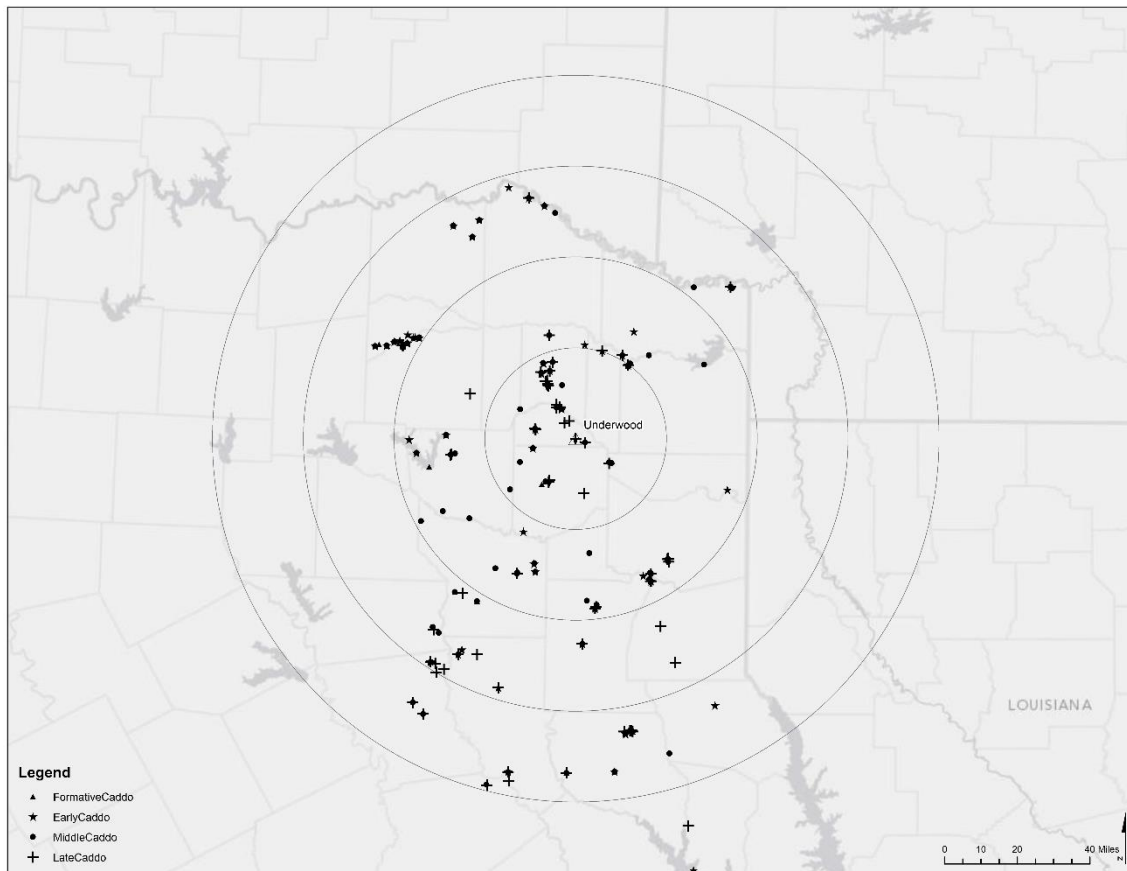 Underwood
LOUISIANA
Legend
FormativeCaddo
EarlyCaddo
MiddleCaddo
LateCaddo
0 10 20 40 Miles
N